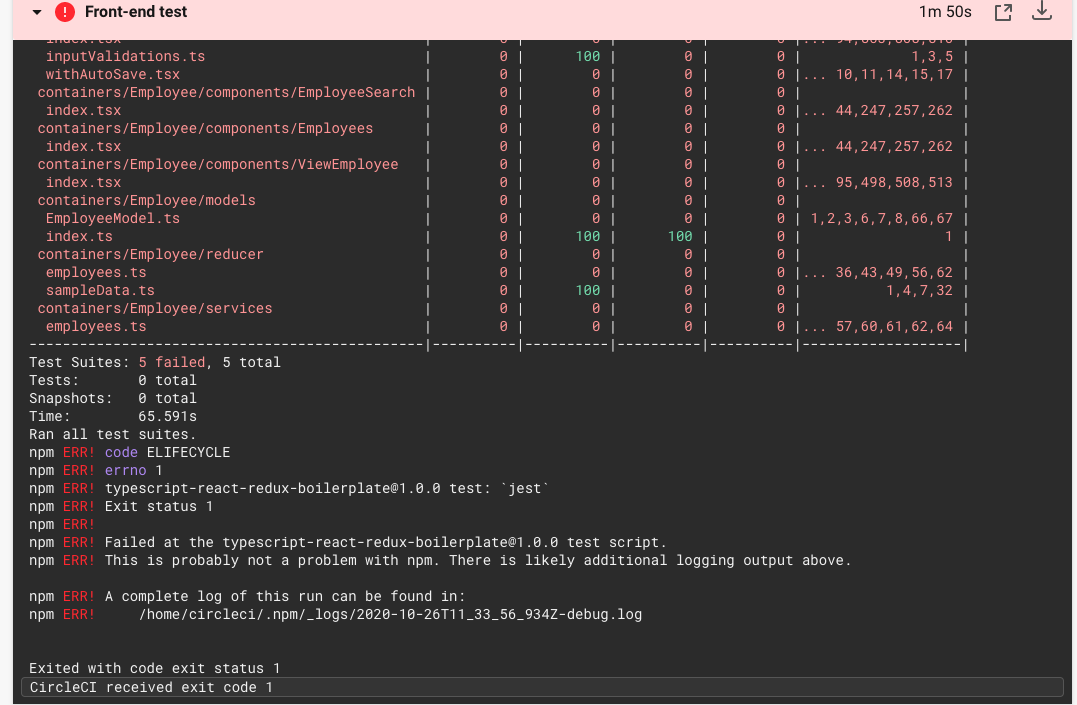 Front-end test 1m 50s
index.tsx | 0 | 0 | 0 | 0 |
inputValidations.ts | 0 | 100 | 0 | 0 | 1,3,5 |
withAutoSave.tsx | 0 | 0 | 0 | 0 |... 10,11,14,15,17 |
containers/Employee/components/EmployeeSearch | 0 | 0 | 0 | 0 | |
index.tsx | 0 | 0 | 0 | 0 |... 44,247,257,262 |
containers/Employee/components/Employees | 0 | 0 | 0 | 0 | |
index.tsx | 0 | 0 | 0 | 0 |... 44,247,257,262 |
containers/Employee/components/ViewEmployee | 0 | 0 | 0 | 0 | |
index.tsx | 0 | 0 | 0 | 0 |... 95,498,508,513 |
containers/Employee/models | 0 | 0 | 0 | 0 | |
EmployeeModel.ts | 0 | 0 | 0 | 0 | 1,2,3,6,7,8,66,67 |
index.ts | 0 | 100 | 100 | 0 | 1 |
containers/Employee/reducer | 0 | 0 | 0 | 0 | |
employees.ts | 0 | 0 | 0 | 0 |... 36,43,49,56,62 |
sampleData.ts | 0 | 100 | 0 | 0 | 1,4,7,32 |
containers/Employee/services | 0 | 0 | 0 | 0 | |
employees.ts | 0 | 0 | 0 | 0 |... 57,60,61,62,64 |
-----------------------------------------------|----------|----------|----------|----------|-------------------|
Test Suites: 5 failed, 5 total
Tests: 0 total
Snapshots: 0 total
Time: 65.591s
Ran all test suites.
npm ERR! code ELIFECYCLE
npm ERR! errno 1
npm ERR! typescript-react-redux-boilerplate@1.0.0 test: `jest`
npm ERR! Exit status 1
npm ERR!
npm ERR! Failed at the typescript-react-redux-boilerplate@1.0.0 test script.
npm ERR! This is probably not a problem with npm. There is likely additional logging output above.
npm ERR! A complete log of this run can be found in:
npm ERR! /home/circleci/.npm/_logs/2020-10-26T11_33_56_934Z-debug.log
Exited with code exit status 1
CircleCI received exit code 1